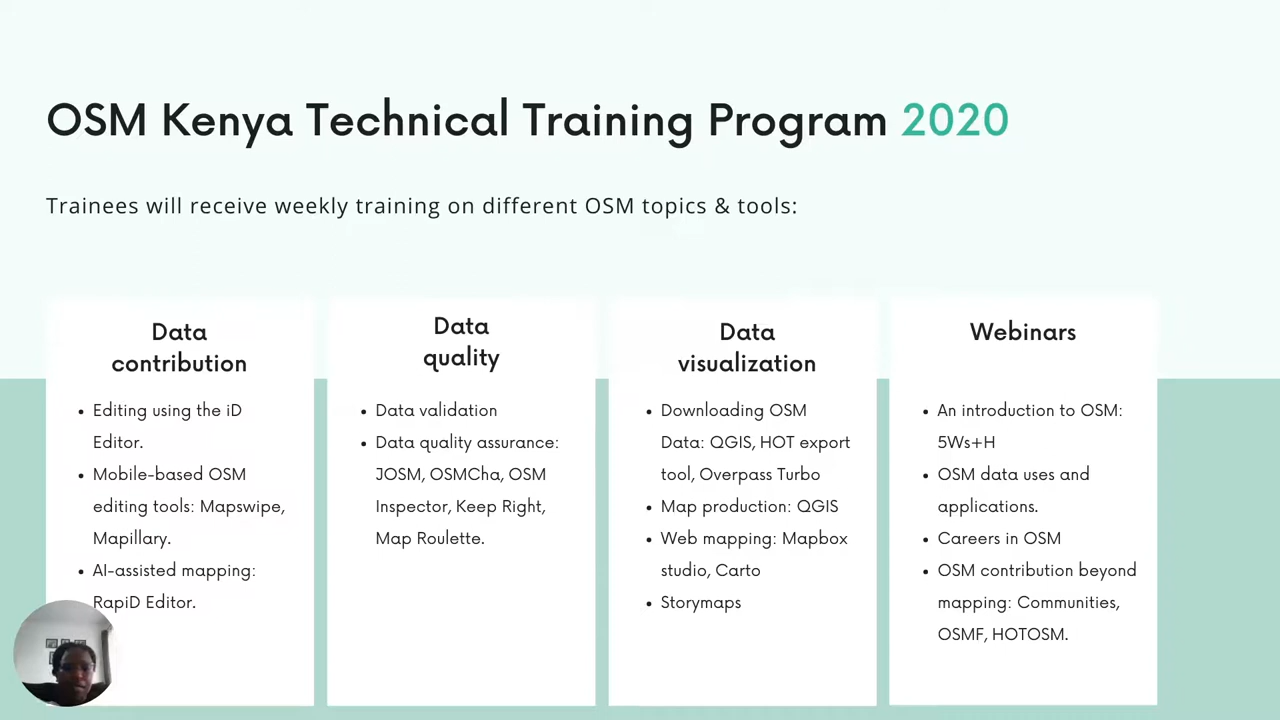 OSM Kenya Technical Training Program 2020
Trainees will receive weekly training on different OSM topics & tools:
Data
contribution
• Editing using the iD
Editor.
• Mobile-based OSM
editing tools: Mapswipe,
Mapillary.
• AI-assisted mapping:
RapiD Editor.
Data
quality
• Data validation
• Data quality assurance:
JOSM, OSMCha, OSM
Inspector, Keep Right,
Map Roulette.
Data
visualization
• Downloading OSM
Data: QGIS, HOT export
tool, Overpass Turbo
• Map production: QGIS
• Web mapping: Mapbox
studio, Carto
• Storymaps
Webinars
• An introduction to OSM:
5Ws+H
• OSM data uses and
applications.
• Careers in OSM
• OSM contribution beyond
mapping: Communities,
OSMF, HOTOSM.